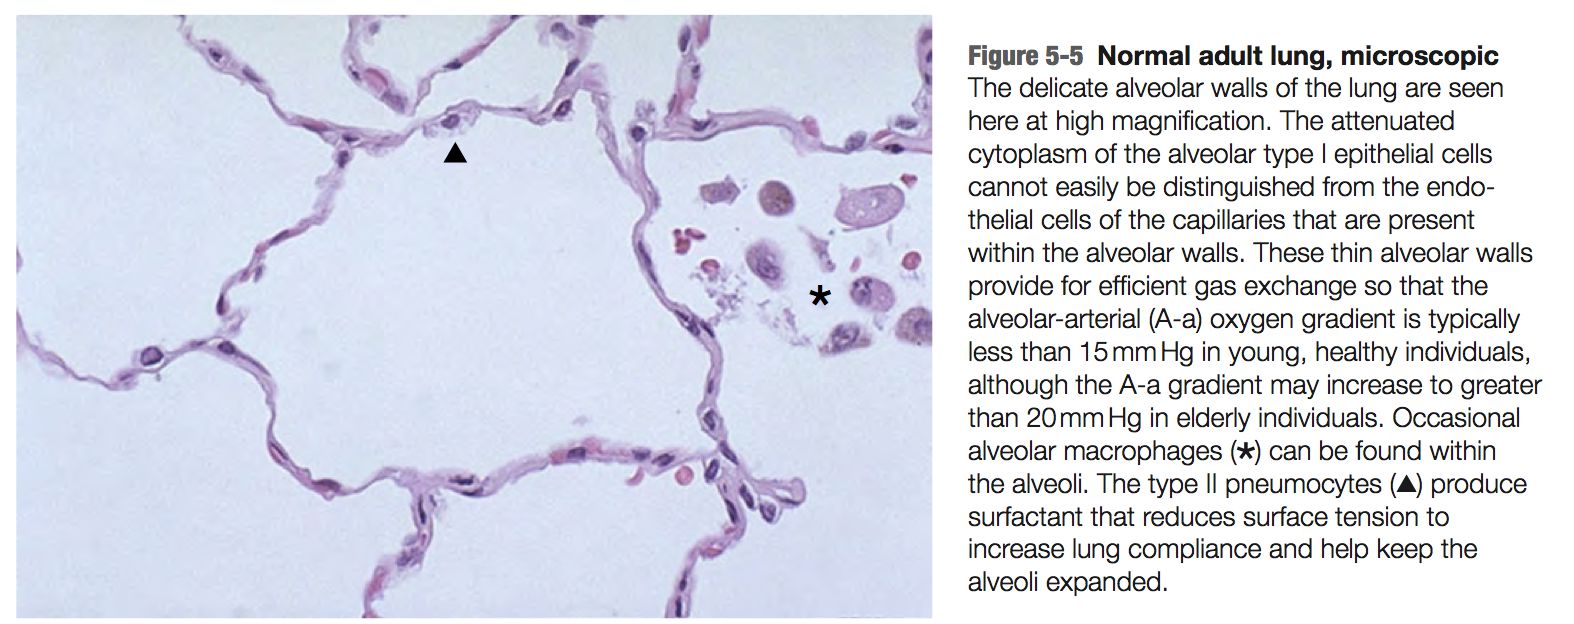 Figure 5-5 Normal adult lung, microscopic
The delicate alveolar walls of the lung are seen
here at high magnification. The attenuated
cytoplasm of the alveolar type I epithelial cells
cannot easily be distinguished from the endo-
thelial cells of the capillaries that are present
within the alveolar walls. These thin alveolar walls
provide for efficient gas exchange so that the
alveolar-arterial (A-a) oxygen gradient is typically
less than 15 mm Hg in young, healthy individuals,
although the A-a gradient may increase to greater
than 20 mm Hg in elderly individuals. Occasional
alveolar macrophages (*) can be found within
the alveoli. The type II pneumocytes (▲) produce
surfactant that reduces surface tension to
increase lung compliance and help keep the
alveoli expanded.